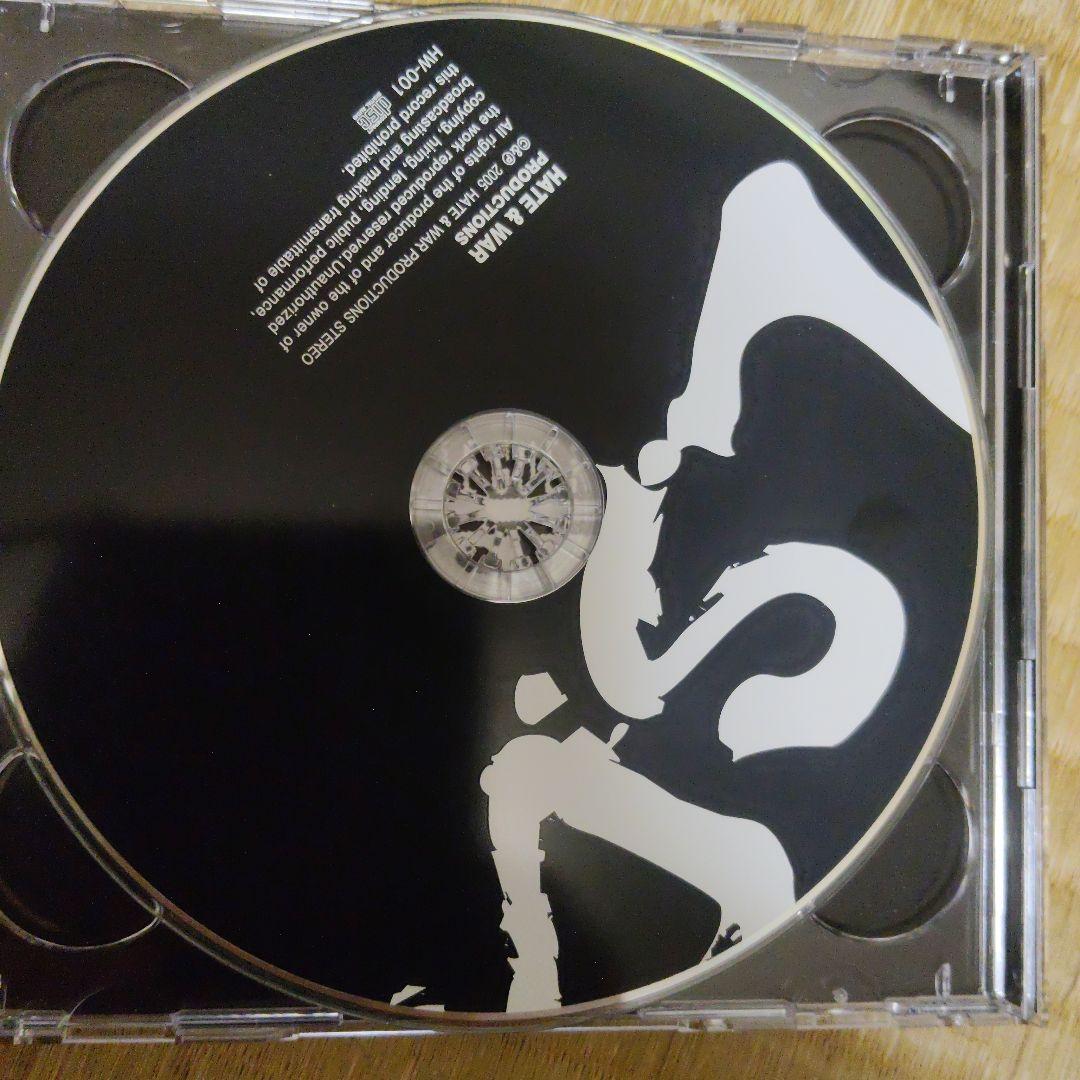 HATE & WAR
PRODUCTIONS
©&℗ 2005 HATE & WAR PRODUCTIONS STEREO
All rights of the producer and of the owner of
the work reproduced reserved. Unauthorized
copying, hiring, lending, public performance,
broadcasing and making transmittable of
this record prohibited.
HW-001